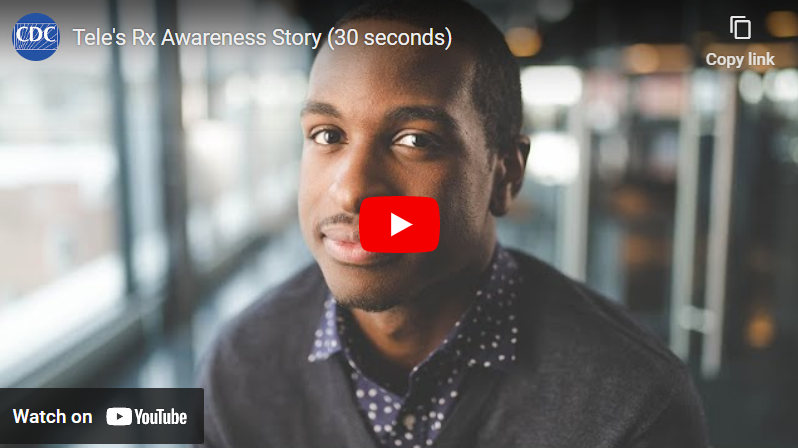 CDC
Tele's Rx Awareness Story (30 seconds)
Copy link
Watch on YouTube